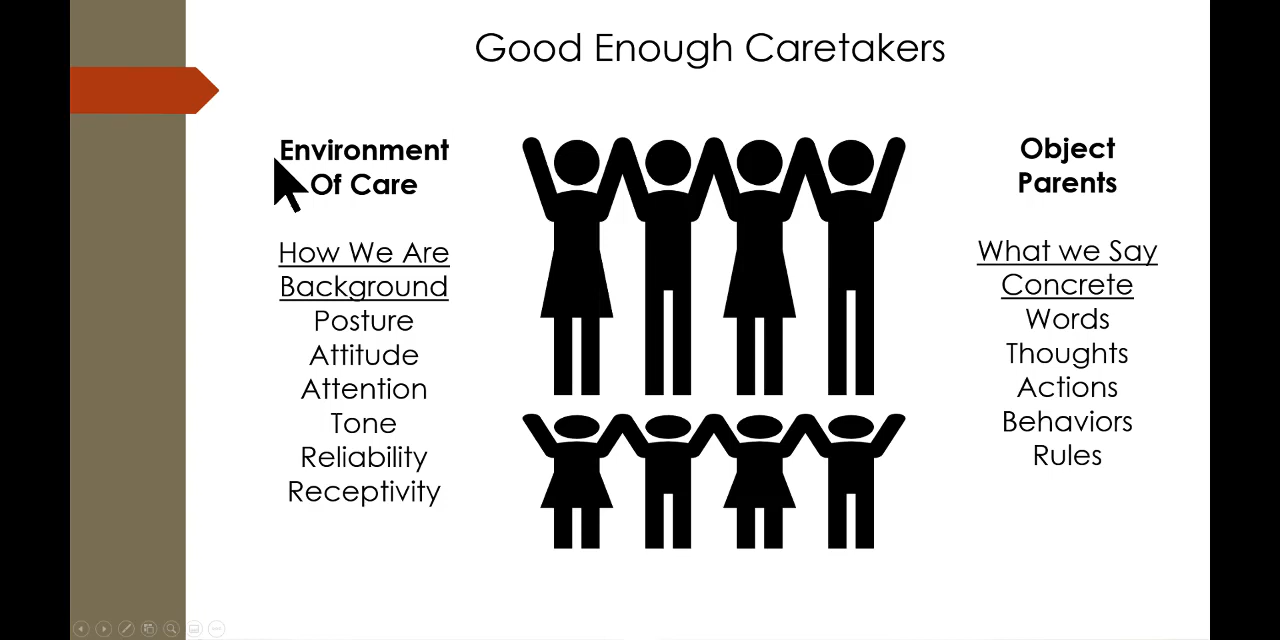 Good Enough Caretakers
Environment
Of Care
How We Are
Background
Posture
Attitude
Attention
Tone
Reliability
Receptivity
Object
Parents
What we Say
Concrete
Words
Thoughts
Actions
Behaviors
Rules